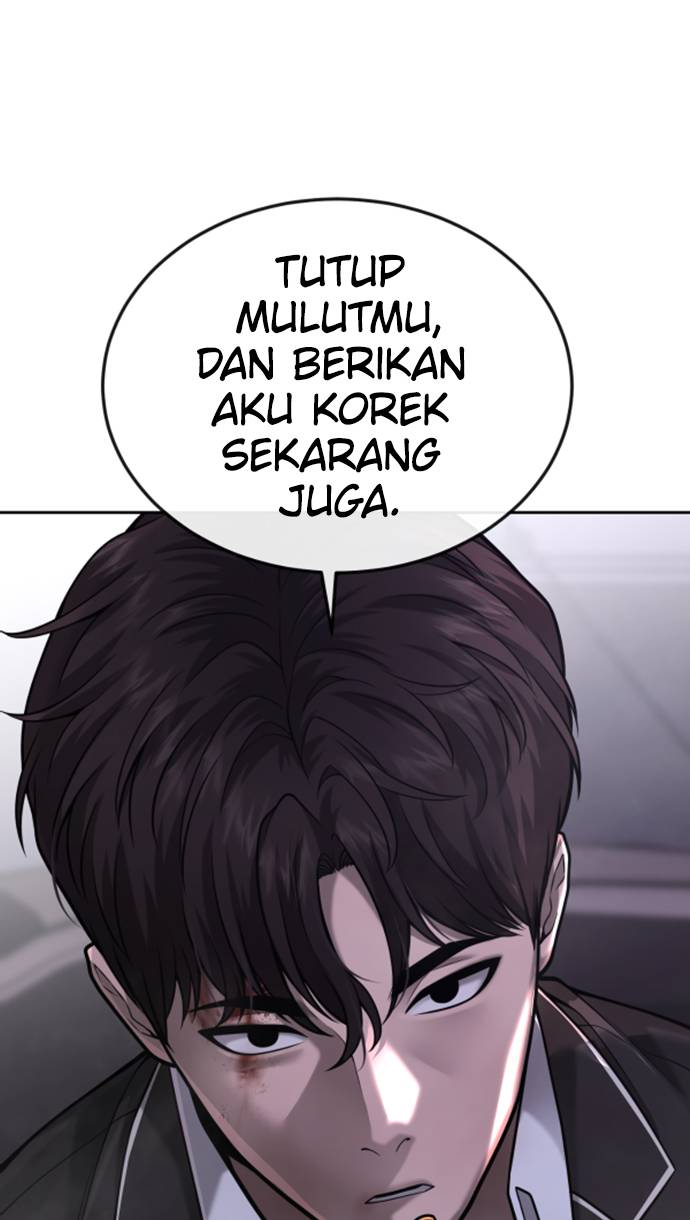 TUTUP
MULUTMU,
DAN BERIKAN
AKU KOREK
SEKARANG
JUGA.